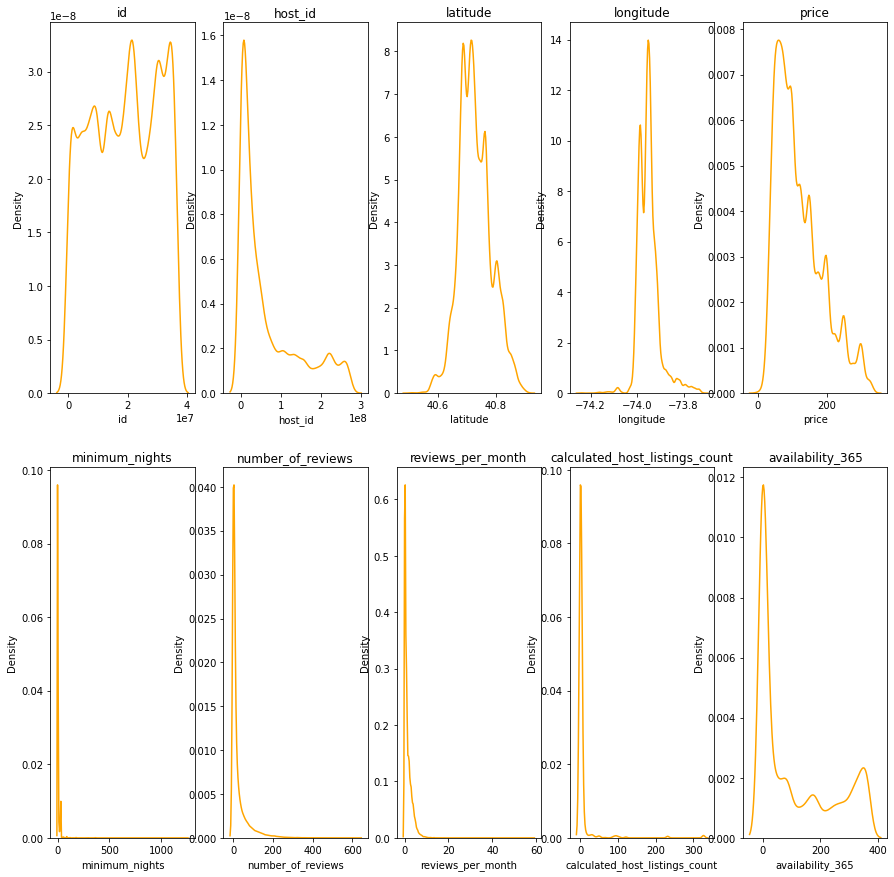 id
1e−8
3.0
2.5
2.0
1.5
1.0
0.5
0.0
Density
0 2 4
1e7
id
host_id
1e−8
1.6
1.4
1.2
1.0
0.8
0.6
0.4
0.2
0.0
Density
0 1 2 3
1e8
host_id
latitude
8
7
6
5
4
3
2
1
0
Density
40.6 40.8
latitude
longitude
14
12
10
8
6
4
2
0
Density
−74.2 −74.0 −73.8
longitude
price
0.008
0.007
0.006
0.005
0.004
0.003
0.002
0.001
0.000
Density
0 200
price
minimum_nights
0.10
0.08
0.06
0.04
0.02
0.00
Density
0 500 1000
minimum_nights
number_of_reviews
0.040
0.035
0.030
0.025
0.020
0.015
0.010
0.005
0.000
Density
0 200 400 600
number_of_reviews
reviews_per_month
0.6
0.5
0.4
0.3
0.2
0.1
0.0
Density
0 20 40 60
reviews_per_month
calculated_host_listings_count
0.10
0.08
0.06
0.04
0.02
0.00
Density
0 100 200 300
calculated_host_listings_count
availability_365
0.012
0.010
0.008
0.006
0.004
0.002
0.000
Density
0 200 400
availability_365